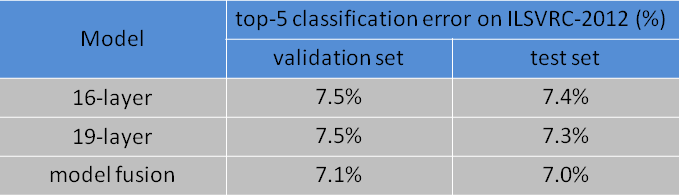 Model top-5 classification error on ILSVRC-2012 (%)
validation set test set
16-layer 7.5% 7.4%
19-layer 7.5% 7.3%
model fusion 7.1% 7.0%